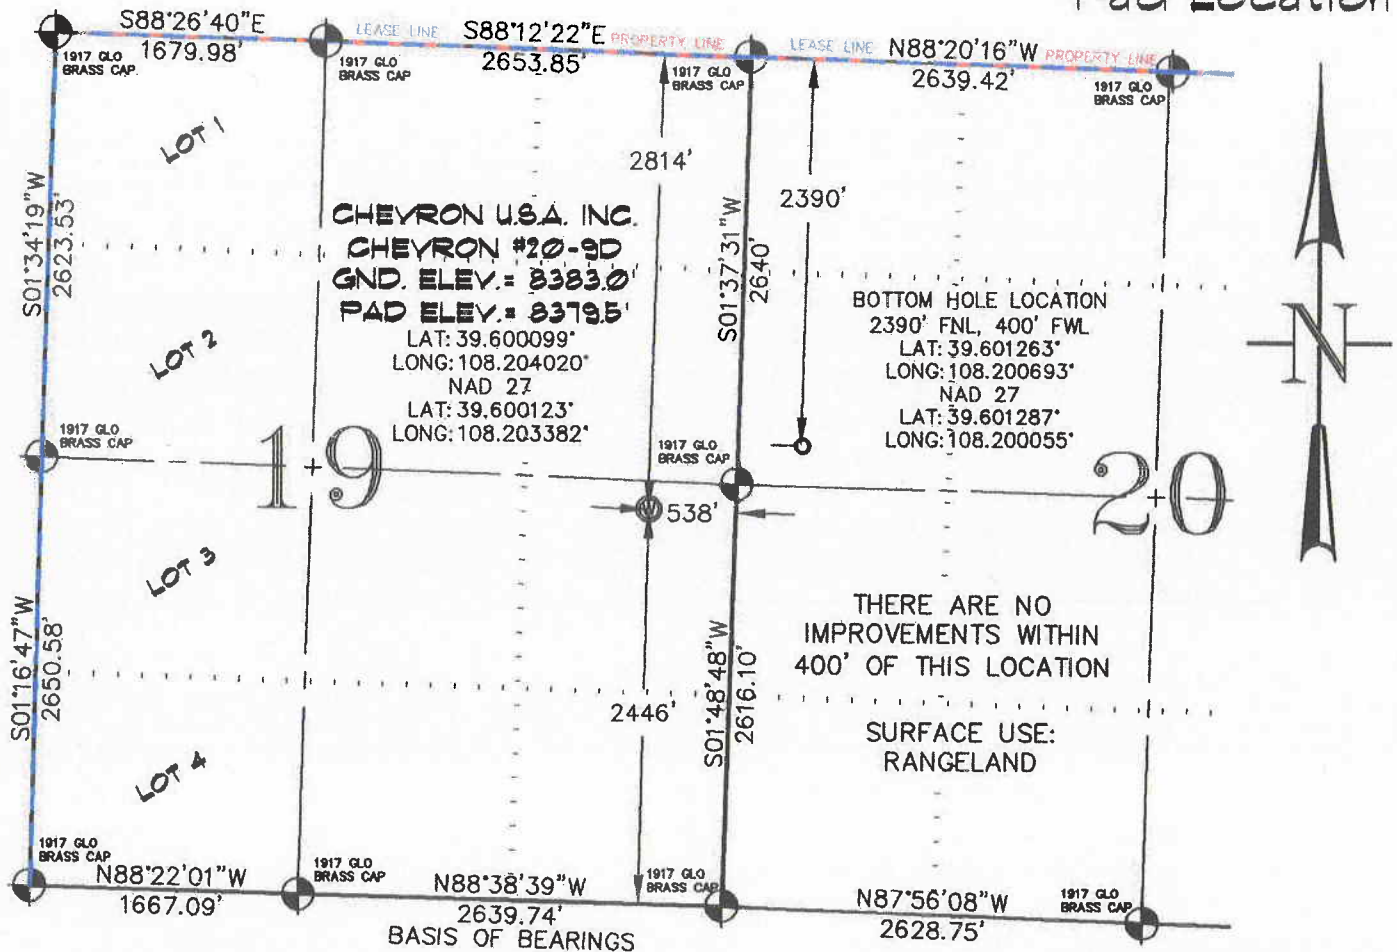 Pad Location
S88°26'40"E
1679.98'
LEASE LINE
S88°12'22"E
PROPERTY LINE
2653.85'
LEASE LINE
N88°20'16"W
PROPERTY LINE
2639.42'
1917 GLO
BRASS CAP.
1917 GLO
BRASS CAP
1917 GLO
BRASS CAP
1917 GLO
BRASS CAP
LOT 1
S01°34'19"W
2623.53'
2814'
2390'
S01°37'31"W
2640'
CHEVRON U.S.A. INC.
CHEVRON #20-9D
GND. ELEV.= 8383.0'
PAD ELEV.= 8379.5'
LAT: 39.600099°
LONG: 108.204020°
NAD 27
LAT: 39.600123°
LONG: 108.203382°
BOTTOM HOLE LOCATION
2390' FNL, 400' FWL
LAT: 39.601263°
LONG: 108.200693°
NAD 27
LAT: 39.601287°
LONG: 108.200055°
N
LOT 2
1917 GLO
BRASS CAP
1917 GLO
BRASS CAP
19
20
W
538'
LOT 3
S01°16'47"W
2650.58'
THERE ARE NO
IMPROVEMENTS WITHIN
400' OF THIS LOCATION
2446'
S01°48'48"W
2616.10'
SURFACE USE:
RANGELAND
LOT 4
1917 GLO
BRASS CAP
1917 GLO
BRASS CAP
1917 GLO
BRASS CAP
1917 GLO
BRASS CAP
N88°22'01"W
1667.09'
N88°38'39"W
2639.74'
BASIS OF BEARINGS
N87°56'08"W
2628.75'